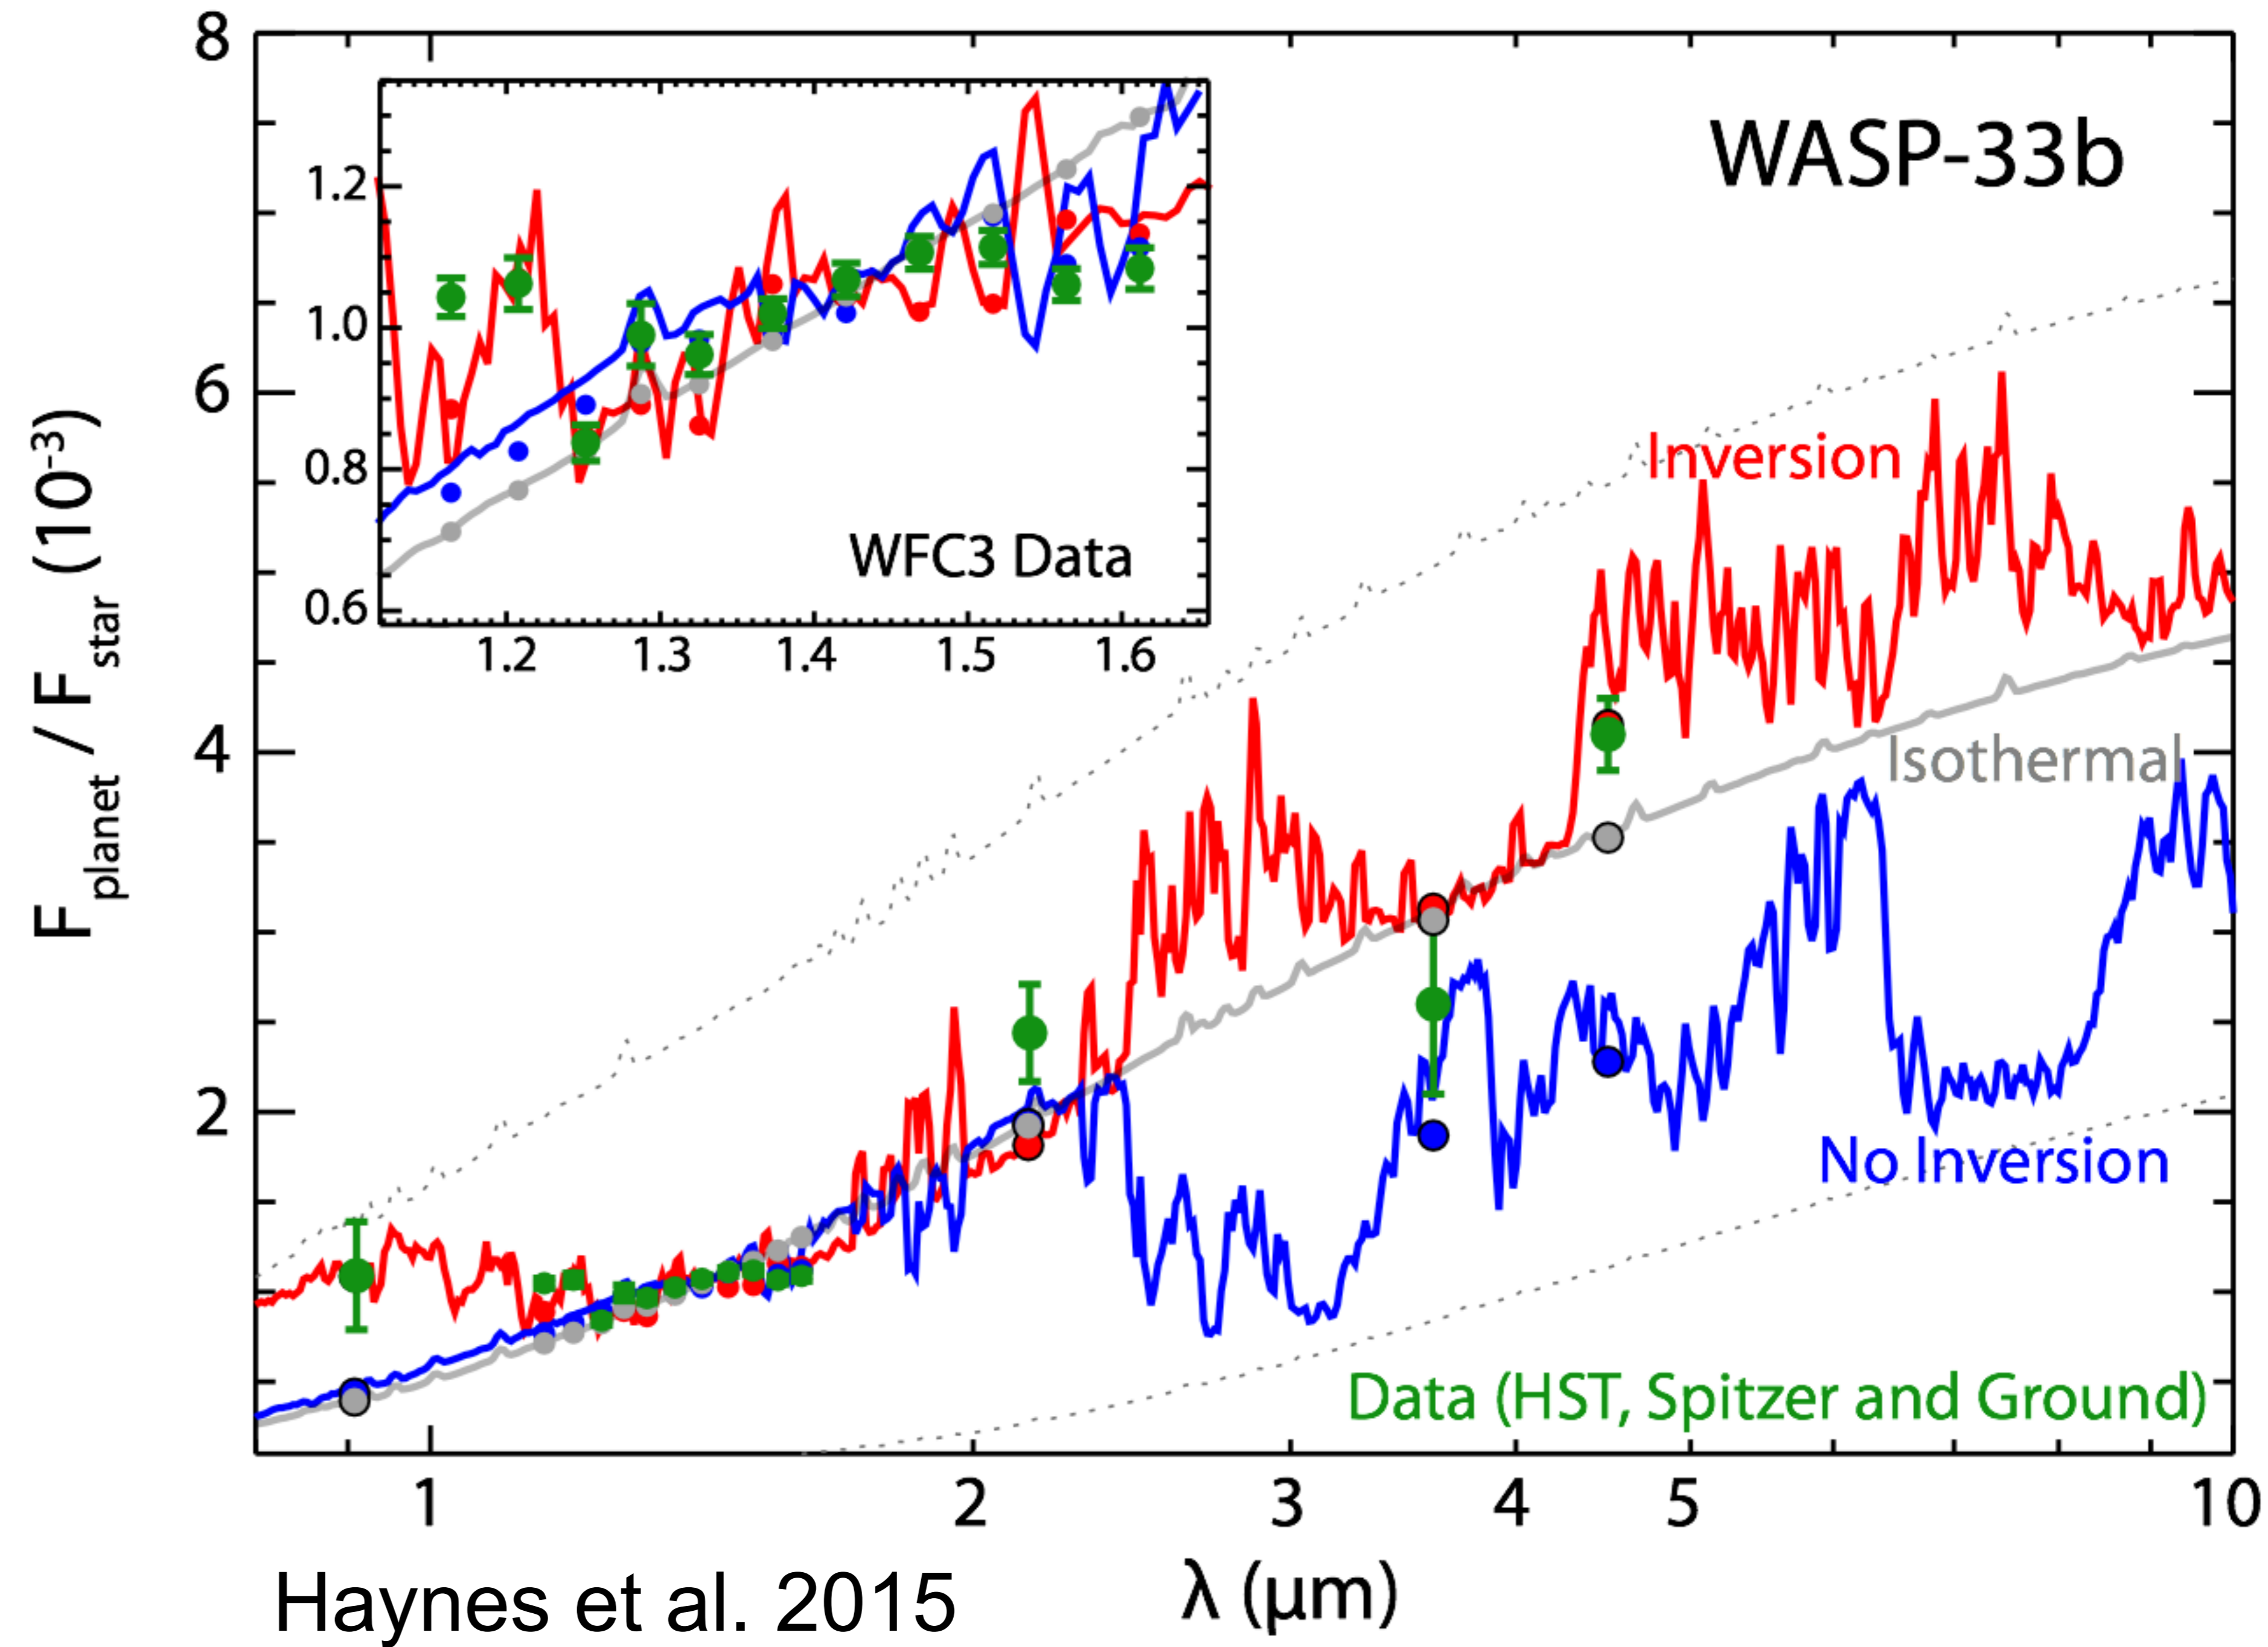 8
6
4
2
F planet / F star (10-3)
WASP-33b
1.2
1.0
0.8
0.6
WFC3 Data
1.2 1.3 1.4 1.5 1.6
Inversion
Isothermal
No Inversion
Data (HST, Spitzer and Ground)
1 2 3 4 5 10
λ (μm)
Haynes et al. 2015